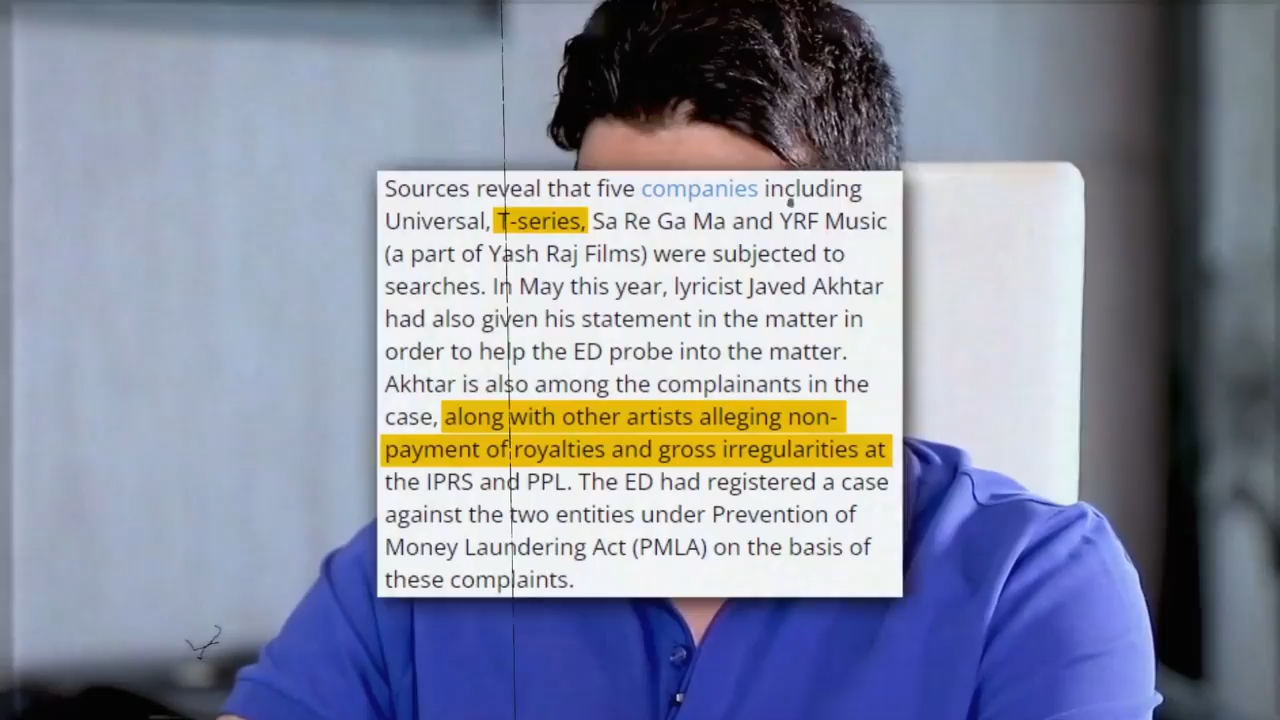 Sources reveal that five companies including
Universal, T-series, Sa Re Ga Ma and YRF Music
(a part of Yash Raj Films) were subjected to
searches. In May this year, lyricist Javed Akhtar
had also given his statement in the matter in
order to help the ED probe into the matter.
Akhtar is also among the complainants in the
case, along with other artists alleging non-
payment of royalties and gross irregularities at
the IPRS and PPL. The ED had registered a case
against the two entities under Prevention of
Money Laundering Act (PMLA) on the basis of
these complaints.